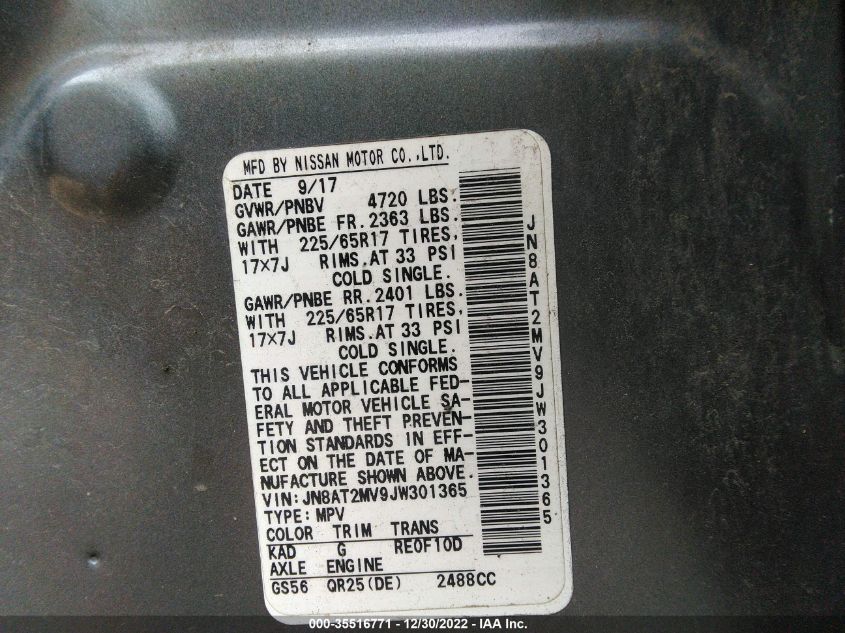 MFD BY NISSAN MOTOR CO.,LTD.
DATE 9/17
GVWR/PNBV 4720 LBS.
GAWR/PNBE FR.2363 LBS.
WITH 225/65R17 TIRES,
17×7J RIMS.AT 33 PSI
COLD SINGLE.
GAWR/PNBE RR.2401 LBS.
WITH 225/65R17 TIRES,
17×7J RIMS.AT 33 PSI
COLD SINGLE.
THIS VEHICLE CONFORMS
TO ALL APPLICABLE FED-
ERAL MOTOR VEHICLE SA-
FETY AND THEFT PREVEN-
TION STANDARDS IN EFF-
ECT ON THE DATE OF MA-
NUFACTURE SHOWN ABOVE.
VIN:JN8AT2MV9JW301365
TYPE:MPV
COLOR TRIM TRANS
KAD G RE0F10D
AXLE ENGINE
GS56 QR25(DE) 2488CC
JN8AT2MV9JW301365
000-35516771 - 12/30/2022 - IAA Inc.